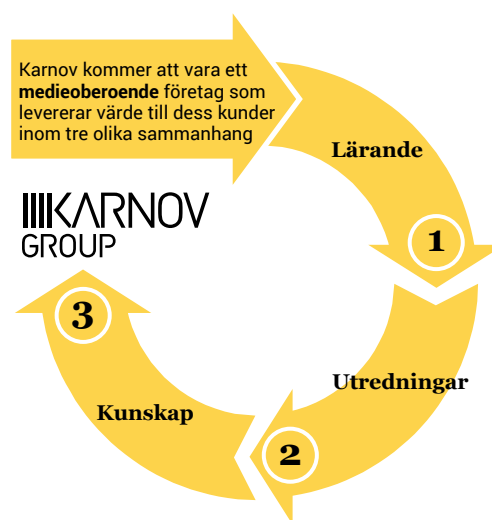 Karnov kommer att vara ett
medieoberoende företag som
levererar värde till dess kunder
inom tre olika sammanhang
Lärande
1
Utredningar
2
Kunskap
3
KARNOV
GROUP